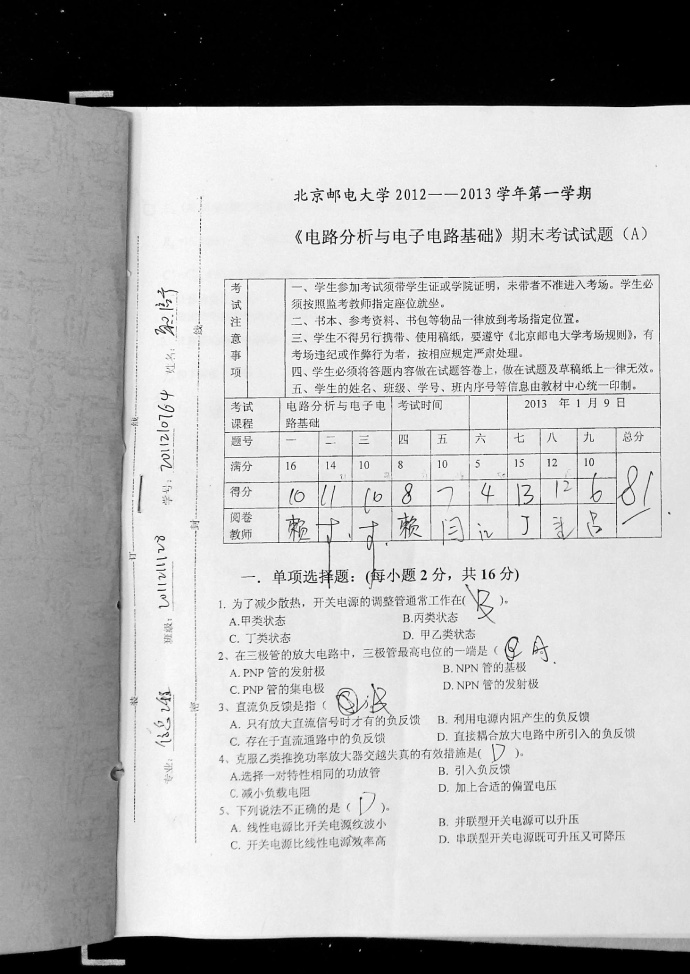 北京邮电大学 2012——2013 学年第一学期
《电路分析与电子电路基础》期末考试试题（A）
考试注意事项
一、学生参加考试须带学生证或学院证明，未带者不准进入考场。学生必
须按照监考教师指定座位就坐。
二、书本、参考资料、书包等物品一律放到考场指定位置。
三、学生不得另行携带、使用稿纸，要遵守《北京邮电大学考场规则》，有
考场违纪或作弊行为者，按相应规定严肃处理。
四、学生必须将答题内容做在试题答卷上，做在试题及草稿纸上一律无效。
五、学生的姓名、班级、学号、班内序号等信息由教材中心统一印制。
考试课程 电路分析与电子电路基础 考试时间 2013 年 1 月 9 日
题号 一 二 三 四 五 六 七 八 九 总分
满分 16 14 10 8 10 5 15 12 10
得分 10 11 10 8 7 4 13 12 6 81
阅卷教师 赖 赖 闫
一．单项选择题：(每小题 2 分，共 16 分)
1. 为了减少散热，开关电源的调整管通常工作在( B )。
A.甲类状态 B.丙类状态
C. 丁类状态 D. 甲乙类状态
2、在三极管的放大电路中，三极管最高电位的一端是（ A
A. PNP 管的发射极 B. NPN 管的基极
C. PNP 管的集电极 D. NPN 管的发射极
3、直流负反馈是指（ B
A. 只有放大直流信号时才有的负反馈 B. 利用电源内阻产生的负反馈
C. 存在于直流通路中的负反馈 D. 直接耦合放大电路中所引入的负反馈
4、克服乙类推挽功率放大器交越失真的有效措施是( D )。
A.选择一对特性相同的功放管 B. 引入负反馈
C. 减小负载电阻 D. 加上合适的偏置电压
5、下列说法不正确的是（ D )。
A. 线性电源比开关电源纹波小 B. 并联型开关电源可以升压
C. 开关电源比线性电源效率高 D. 串联型开关电源既可升压又可降压
专业：信息工程 班级：2011211128 学号：2011210764 姓名：
装 订 线
密 封 线